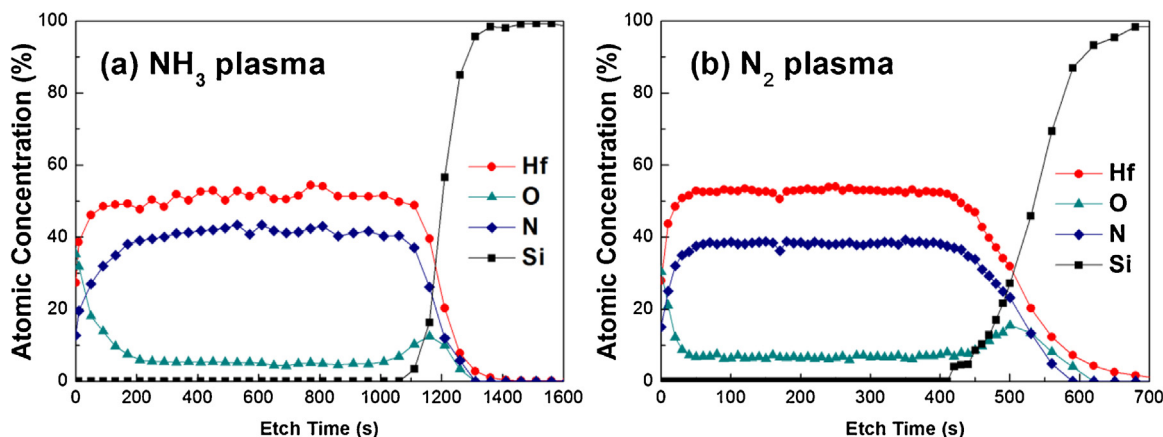 (a) NH₃ plasma
Atomic Concentration (%)
100
80
60
40
20
0
Hf
O
N
Si
0 200 400 600 800 1000 1200 1400 1600
Etch Time (s)
(b) N₂ plasma
Atomic Concentration (%)
100
80
60
40
20
0
Hf
O
N
Si
0 100 200 300 400 500 600 700
Etch Time (s)